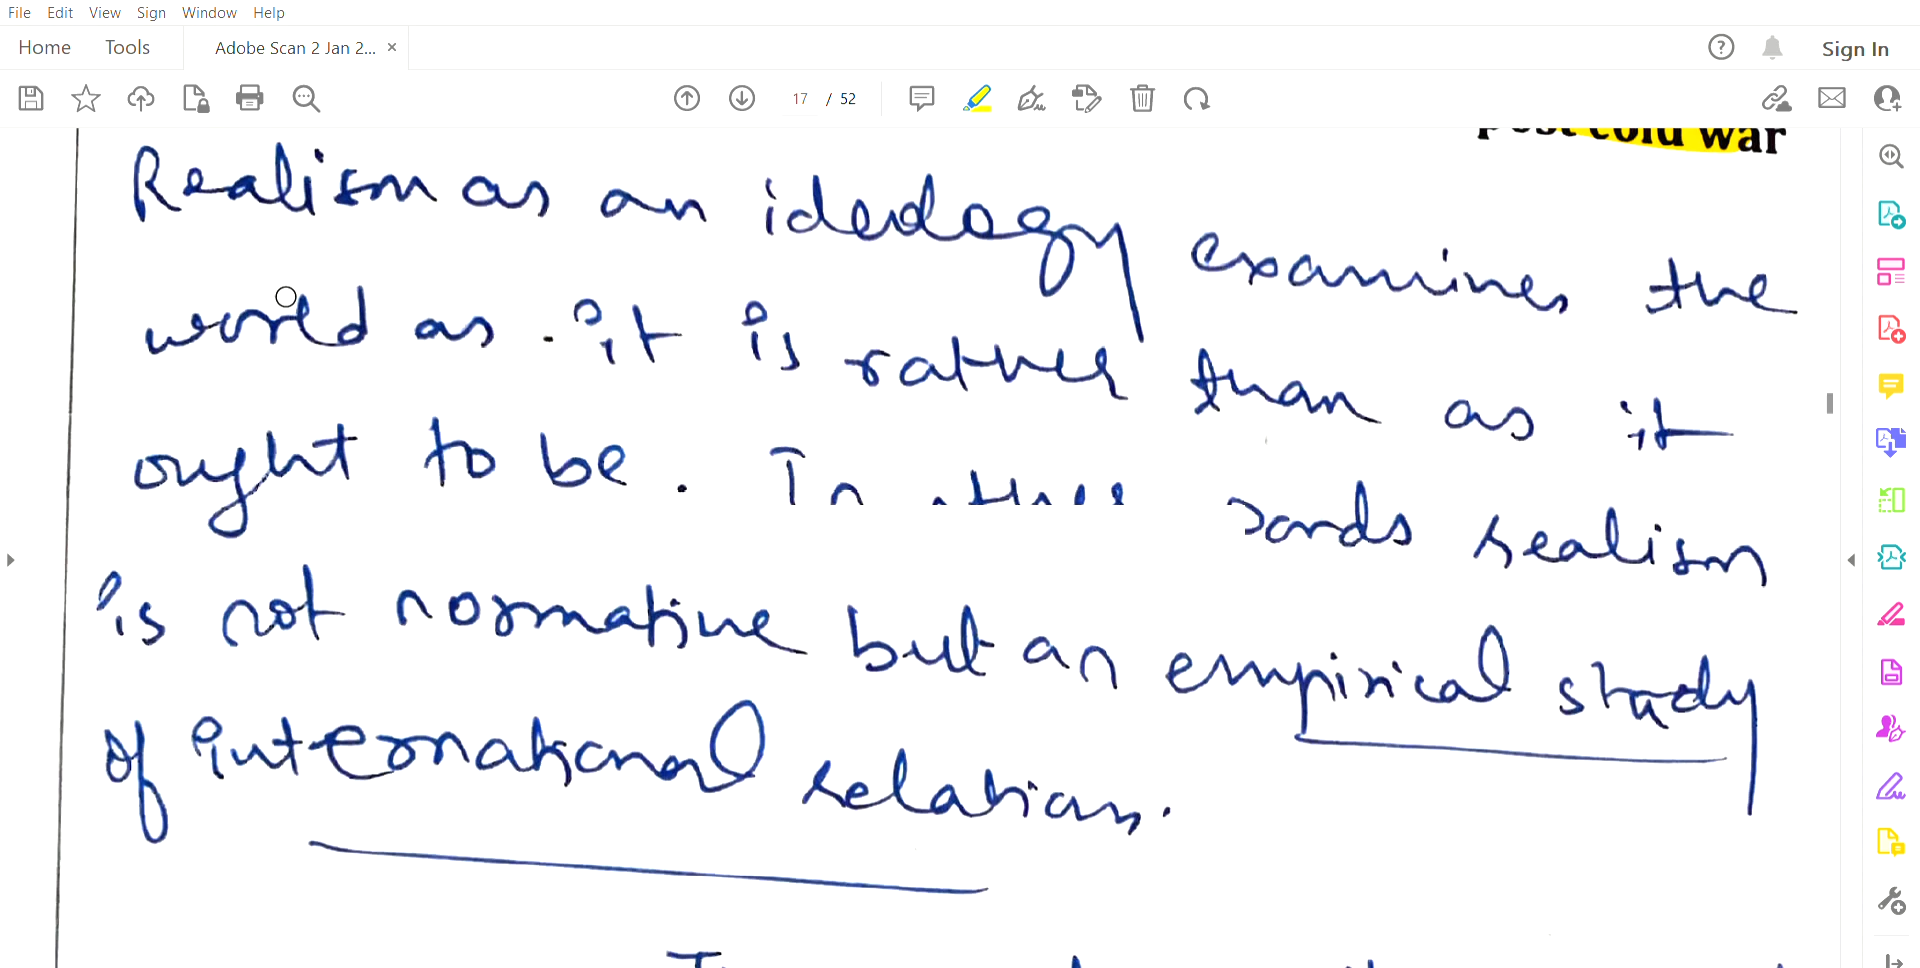 File Edit View Sign Window Help
Home Tools Adobe Scan 2 Jan 2... × Sign In
17 / 52
post cold war
Realism as an ideology examines the
world as it is rather than as it
ought to be. In realism
is not normative but an empirical study
of international relations.